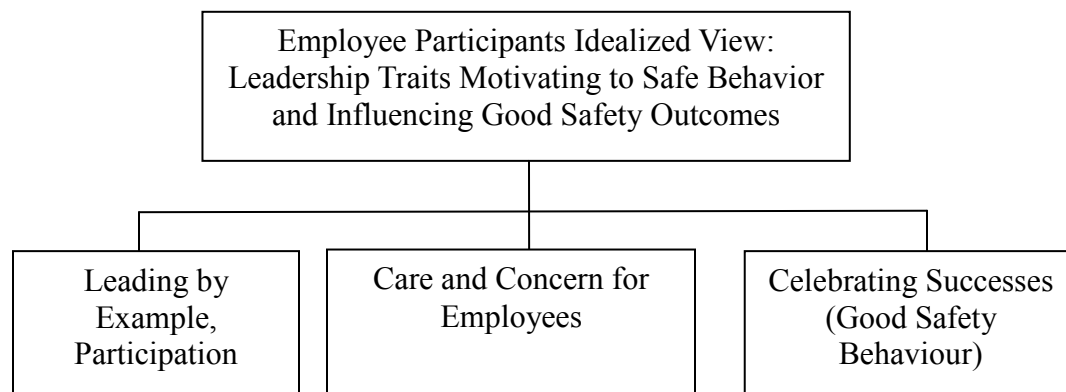 Employee Participants Idealized View:
Leadership Traits Motivating to Safe Behavior
and Influencing Good Safety Outcomes
Leading by
Example,
Participation
Care and Concern for
Employees
Celebrating Successes
(Good Safety
Behaviour)